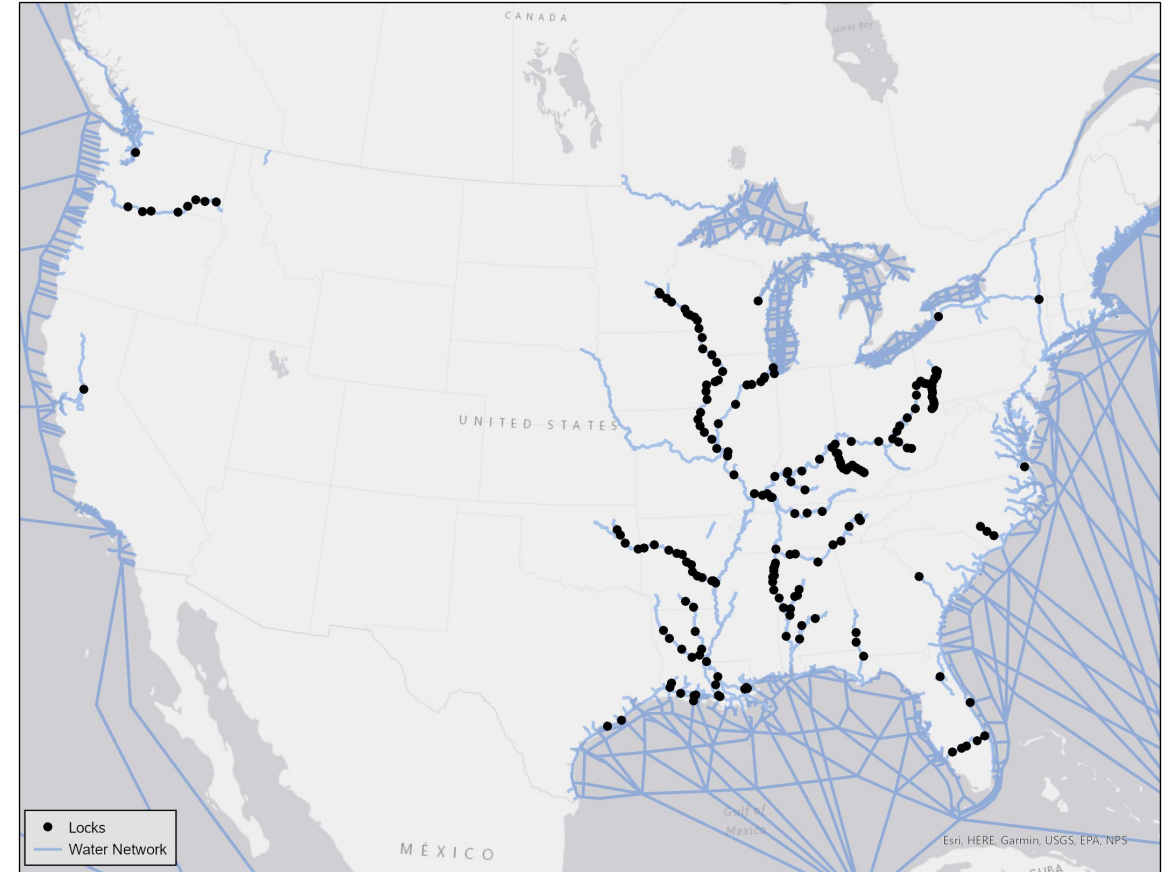 CANADA
James Bay
UNITED STATES
Gulf of
Mexico
Locks
Water Network
MÉXICO
Esri, HERE, Garmin, USGS, EPA, NPS
CUBA